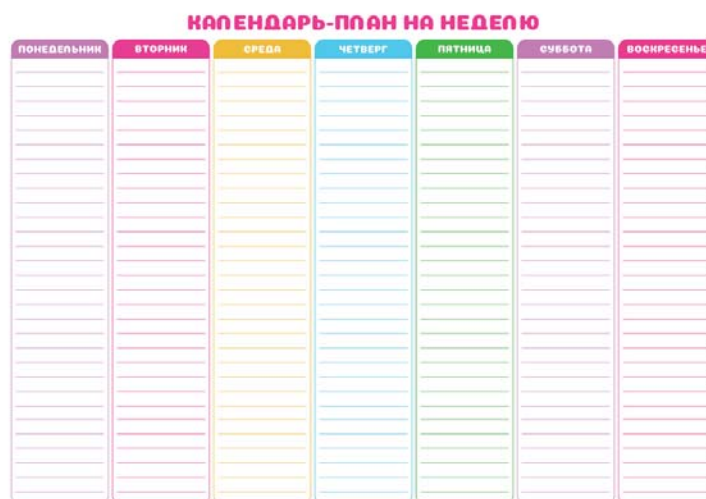 КАЛЕНДАРЬ-ПЛАН НА НЕДЕЛЮ
ПОНЕДЕЛЬНИК ВТОРНИК СРЕДА ЧЕТВЕРГ ПЯТНИЦА СУББОТА ВОСКРЕСЕНЬЕ